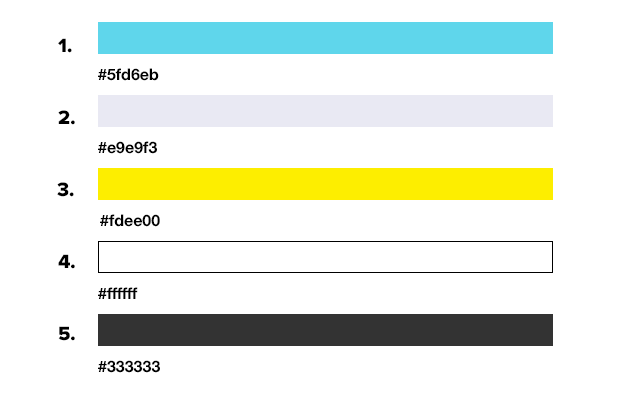 1.
#5fd6eb
2.
#e9e9f3
3.
#fdee00
4.
#ffffff
5.
#333333